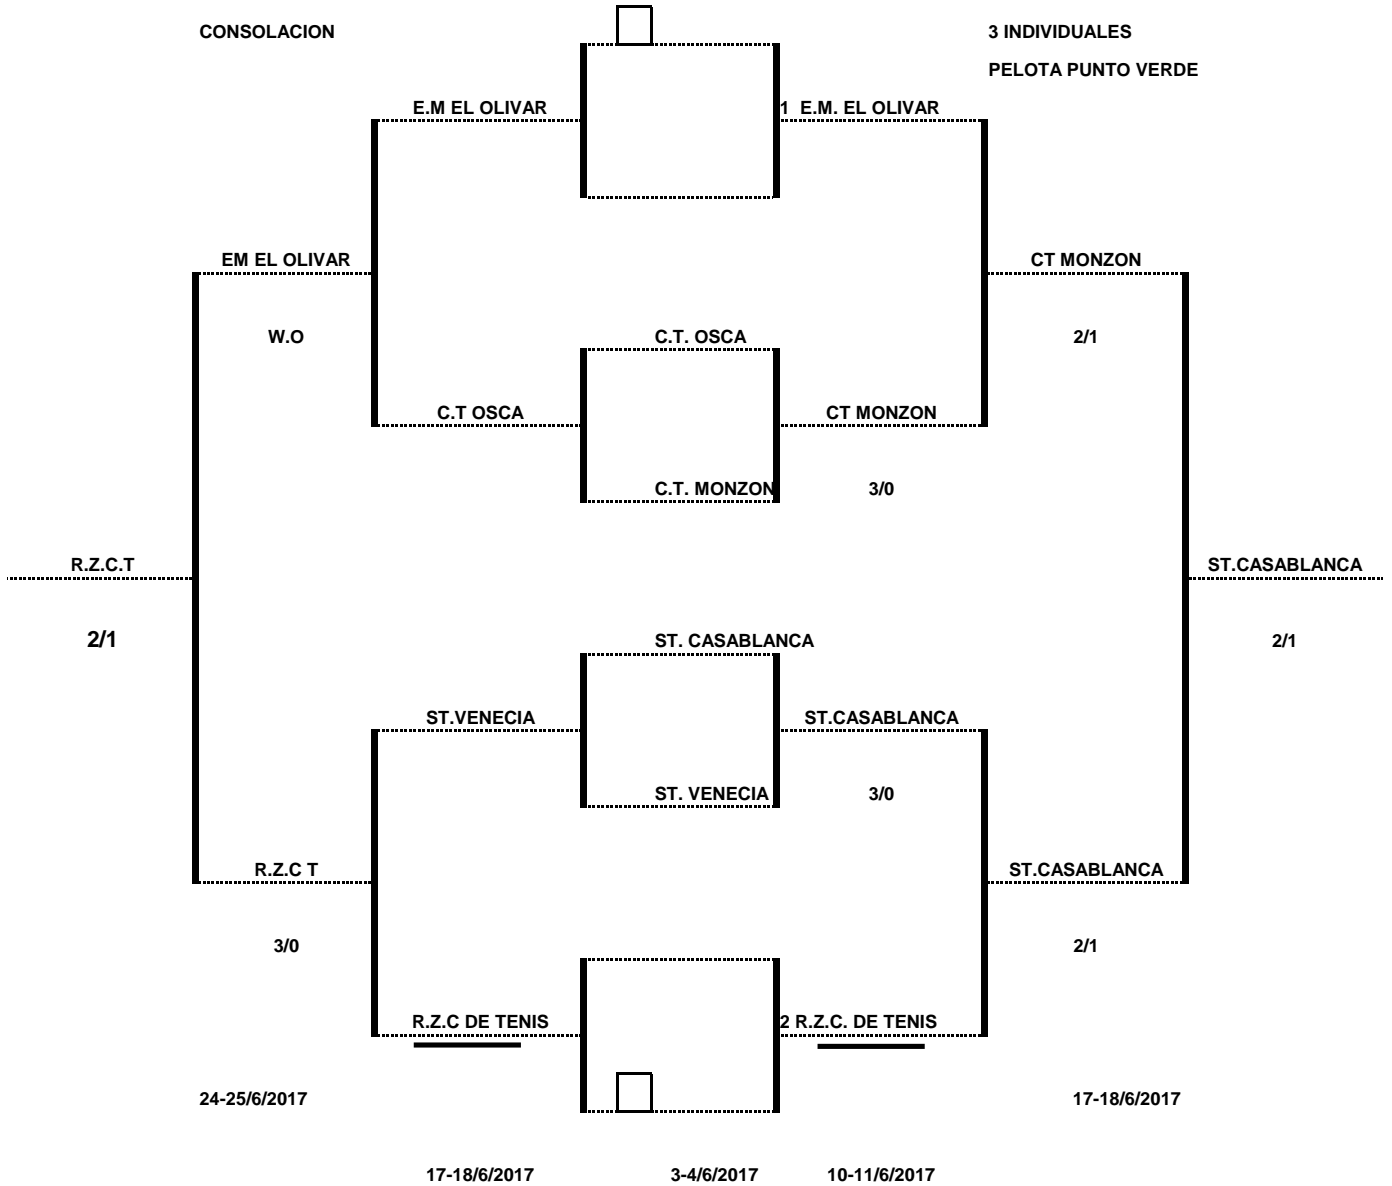 CONSOLACION
3 INDIVIDUALES
PELOTA PUNTO VERDE
E.M EL OLIVAR
1 E.M. EL OLIVAR
EM EL OLIVAR
CT MONZON
W.O
C.T. OSCA
2/1
C.T OSCA
CT MONZON
C.T. MONZON
3/0
R.Z.C.T
ST.CASABLANCA
2/1
ST. CASABLANCA
2/1
ST.VENECIA
ST.CASABLANCA
ST. VENECIA
3/0
R.Z.C T
ST.CASABLANCA
3/0
2/1
R.Z.C DE TENIS
2 R.Z.C. DE TENIS
24-25/6/2017
17-18/6/2017
17-18/6/2017
3-4/6/2017
10-11/6/2017